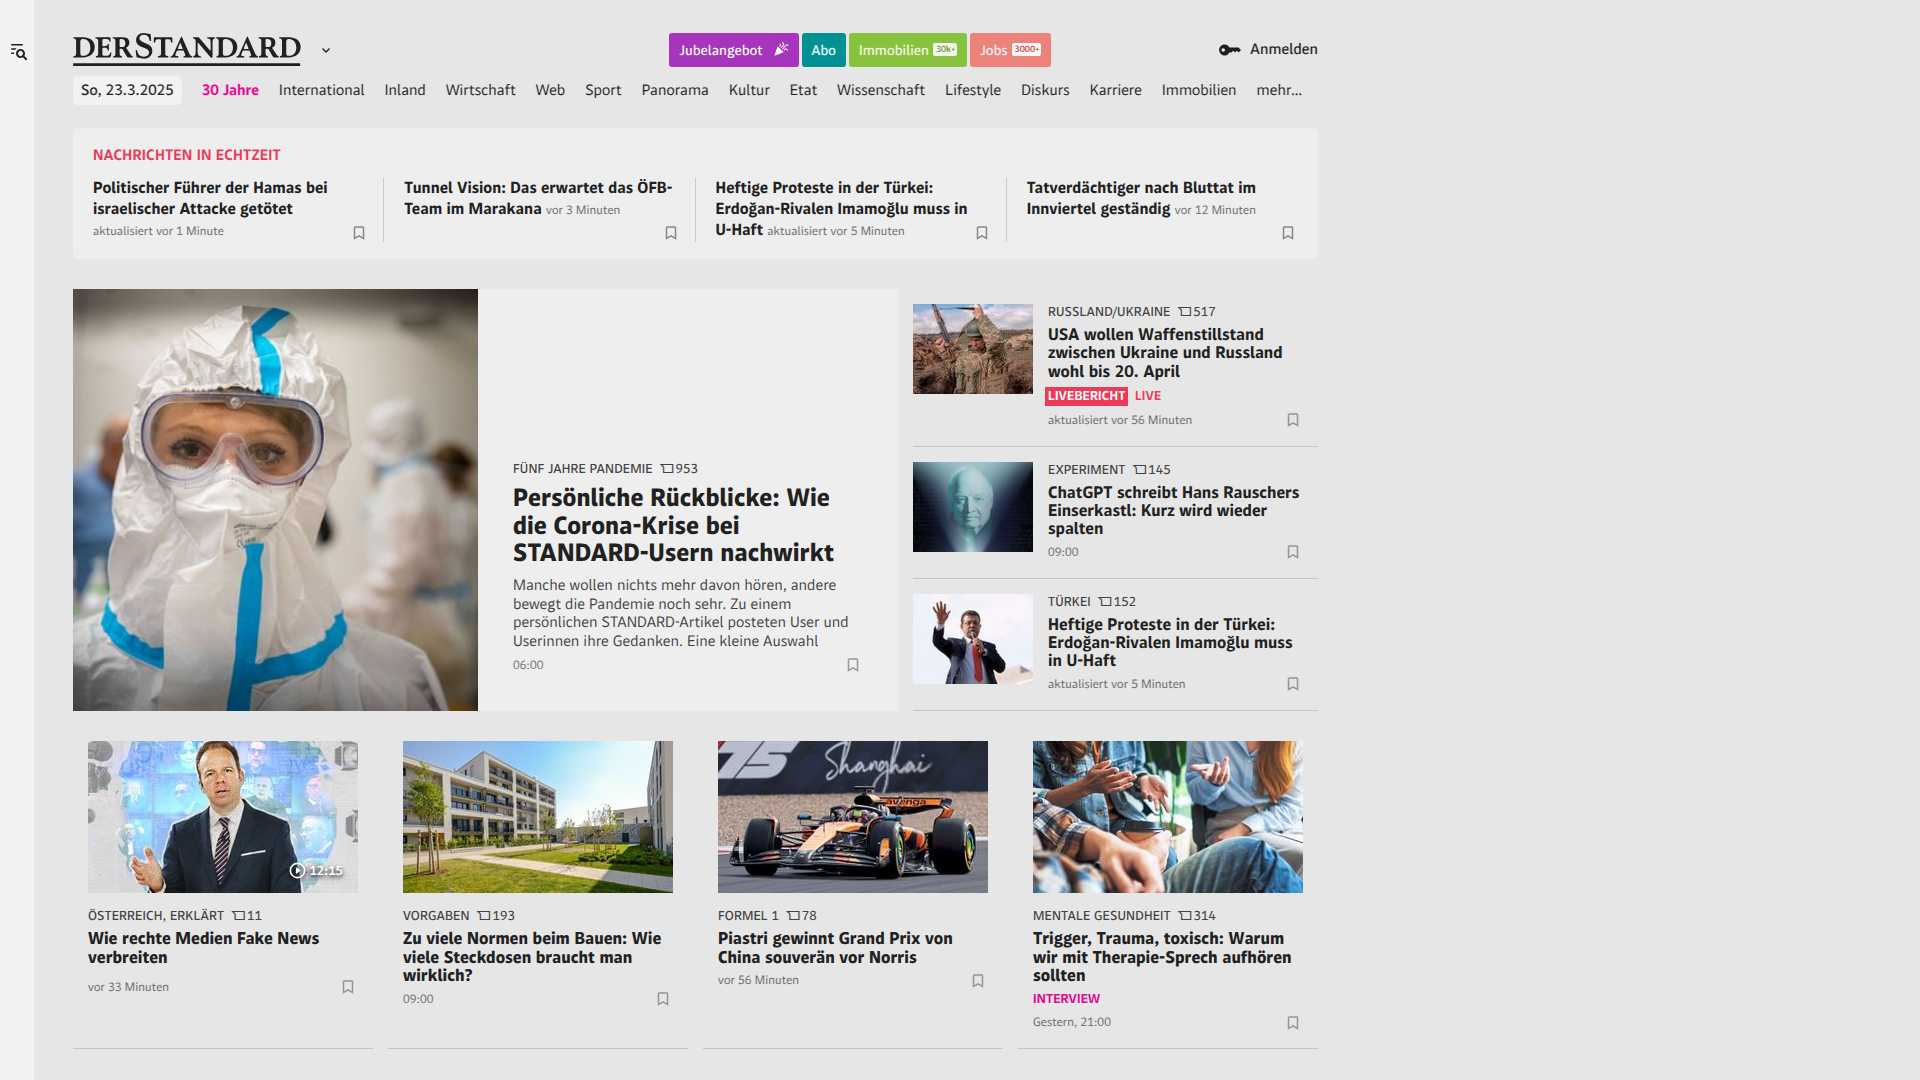 DERSTANDARD
Jubelangebot
Abo
Immobilien 30k+
Jobs 3000+
Anmelden
So, 23.3.2025
30 Jahre
International
Inland
Wirtschaft
Web
Sport
Panorama
Kultur
Etat
Wissenschaft
Lifestyle
Diskurs
Karriere
Immobilien
mehr...
NACHRICHTEN IN ECHTZEIT
Politischer Führer der Hamas bei
israelischer Attacke getötet
aktualisiert vor 1 Minute
Tunnel Vision: Das erwartet das ÖFB-
Team im Marakana vor 3 Minuten
Heftige Proteste in der Türkei:
Erdoğan-Rivalen Imamoğlu muss in
U-Haft aktualisiert vor 5 Minuten
Tatverdächtiger nach Bluttat im
Innviertel geständig vor 12 Minuten
FÜNF JAHRE PANDEMIE 953
Persönliche Rückblicke: Wie
die Corona-Krise bei
STANDARD-Usern nachwirkt
Manche wollen nichts mehr davon hören, andere
bewegt die Pandemie noch sehr. Zu einem
persönlichen STANDARD-Artikel posteten User und
Userinnen ihre Gedanken. Eine kleine Auswahl
06:00
RUSSLAND/UKRAINE 517
USA wollen Waffenstillstand
zwischen Ukraine und Russland
wohl bis 20. April
LIVEBERICHT LIVE
aktualisiert vor 56 Minuten
EXPERIMENT 145
ChatGPT schreibt Hans Rauschers
Einserkastl: Kurz wird wieder
spalten
09:00
TÜRKEI 152
Heftige Proteste in der Türkei:
Erdoğan-Rivalen Imamoğlu muss
in U-Haft
aktualisiert vor 5 Minuten
12:15
ÖSTERREICH, ERKLÄRT 11
Wie rechte Medien Fake News
verbreiten
vor 33 Minuten
VORGABEN 193
Zu viele Normen beim Bauen: Wie
viele Steckdosen braucht man
wirklich?
09:00
75 Shanghai
avenga
FORMEL 1 78
Piastri gewinnt Grand Prix von
China souverän vor Norris
vor 56 Minuten
MENTALE GESUNDHEIT 314
Trigger, Trauma, toxisch: Warum
wir mit Therapie-Sprech aufhören
sollten
INTERVIEW
Gestern, 21:00